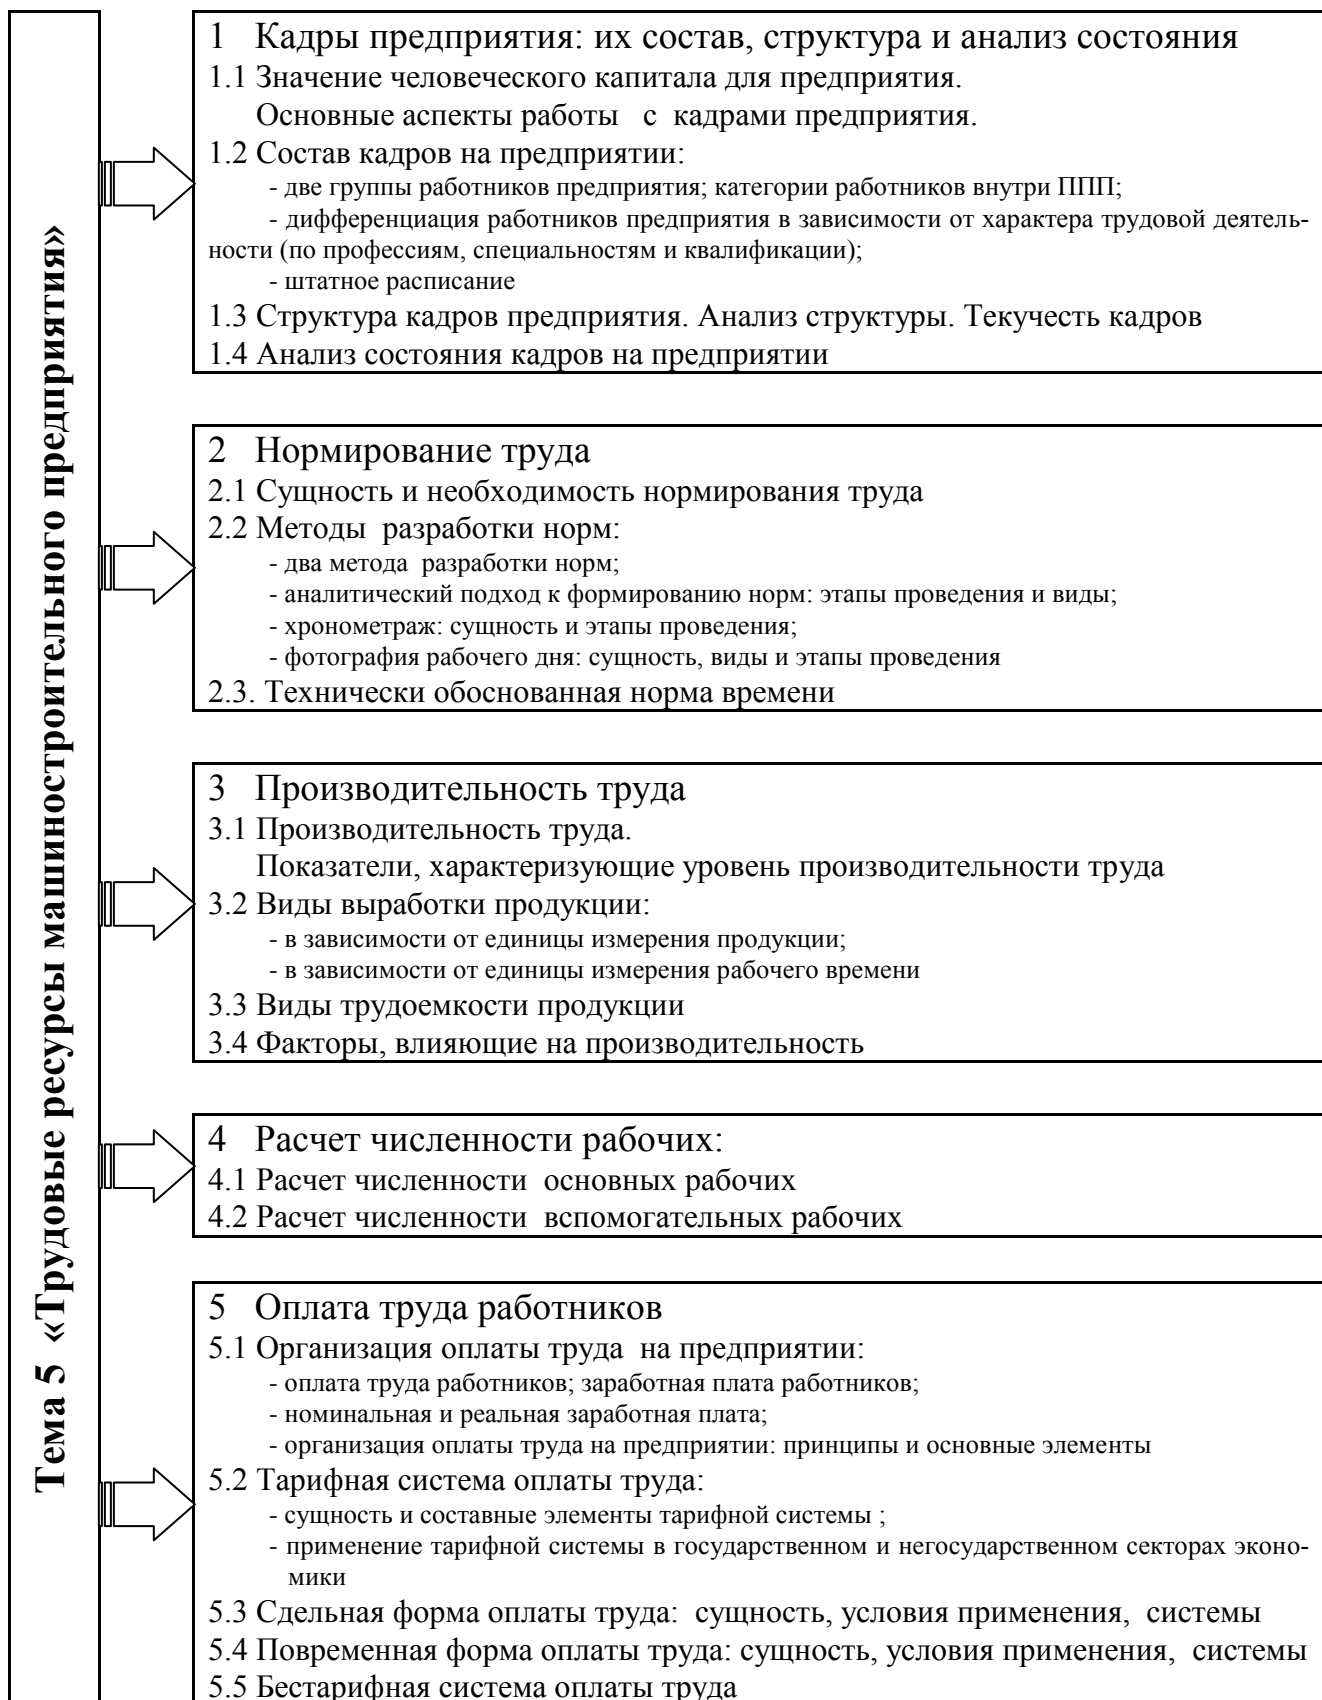 Тема 5 «Трудовые ресурсы машиностроительного предприятия»
1 Кадры предприятия: их состав, структура и анализ состояния
1.1 Значение человеческого капитала для предприятия.
Основные аспекты работы с кадрами предприятия.
1.2 Состав кадров на предприятии:
- две группы работников предприятия; категории работников внутри ППП;
- дифференциация работников предприятия в зависимости от характера трудовой деятель-
ности (по профессиям, специальностям и квалификации);
- штатное расписание
1.3 Структура кадров предприятия. Анализ структуры. Текучесть кадров
1.4 Анализ состояния кадров на предприятии
2 Нормирование труда
2.1 Сущность и необходимость нормирования труда
2.2 Методы разработки норм:
- два метода разработки норм;
- аналитический подход к формированию норм: этапы проведения и виды;
- хронометраж: сущность и этапы проведения;
- фотография рабочего дня: сущность, виды и этапы проведения
2.3. Технически обоснованная норма времени
3 Производительность труда
3.1 Производительность труда.
Показатели, характеризующие уровень производительности труда
3.2 Виды выработки продукции:
- в зависимости от единицы измерения продукции;
- в зависимости от единицы измерения рабочего времени
3.3 Виды трудоемкости продукции
3.4 Факторы, влияющие на производительность
4 Расчет численности рабочих:
4.1 Расчет численности основных рабочих
4.2 Расчет численности вспомогательных рабочих
5 Оплата труда работников
5.1 Организация оплаты труда на предприятии:
- оплата труда работников; заработная плата работников;
- номинальная и реальная заработная плата;
- организация оплаты труда на предприятии: принципы и основные элементы
5.2 Тарифная система оплаты труда:
- сущность и составные элементы тарифной системы ;
- применение тарифной системы в государственном и негосударственном секторах эконо-
мики
5.3 Сдельная форма оплаты труда: сущность, условия применения, системы
5.4 Повременная форма оплаты труда: сущность, условия применения, системы
5.5 Бестарифная система оплаты труда